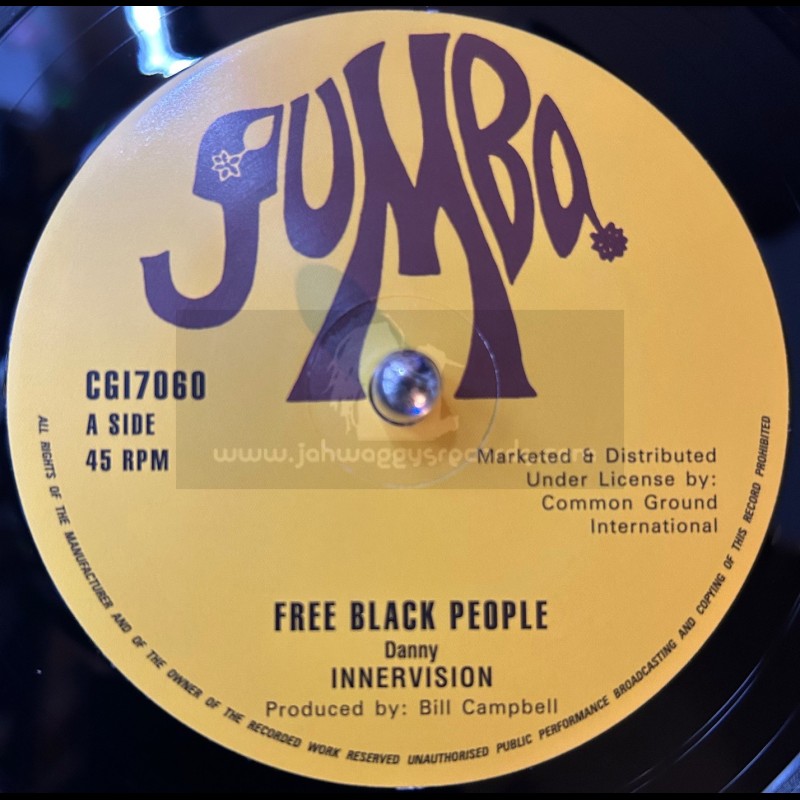 JUMBO
CGI7060
A SIDE
45 RPM
www.jahwaggysrecords.com
Marketed & Distributed
Under License by:
Common Ground
International
FREE BLACK PEOPLE
Danny
INNERVISION
Produced by: Bill Campbell
ALL RIGHTS OF THE MANUFACTURER AND OF THE OWNER OF THE RECORDED WORK RESERVED UNAUTHORISED PUBLIC PERFORMANCE BROADCASTING AND COPYING OF THIS RECORD PROHIBITED